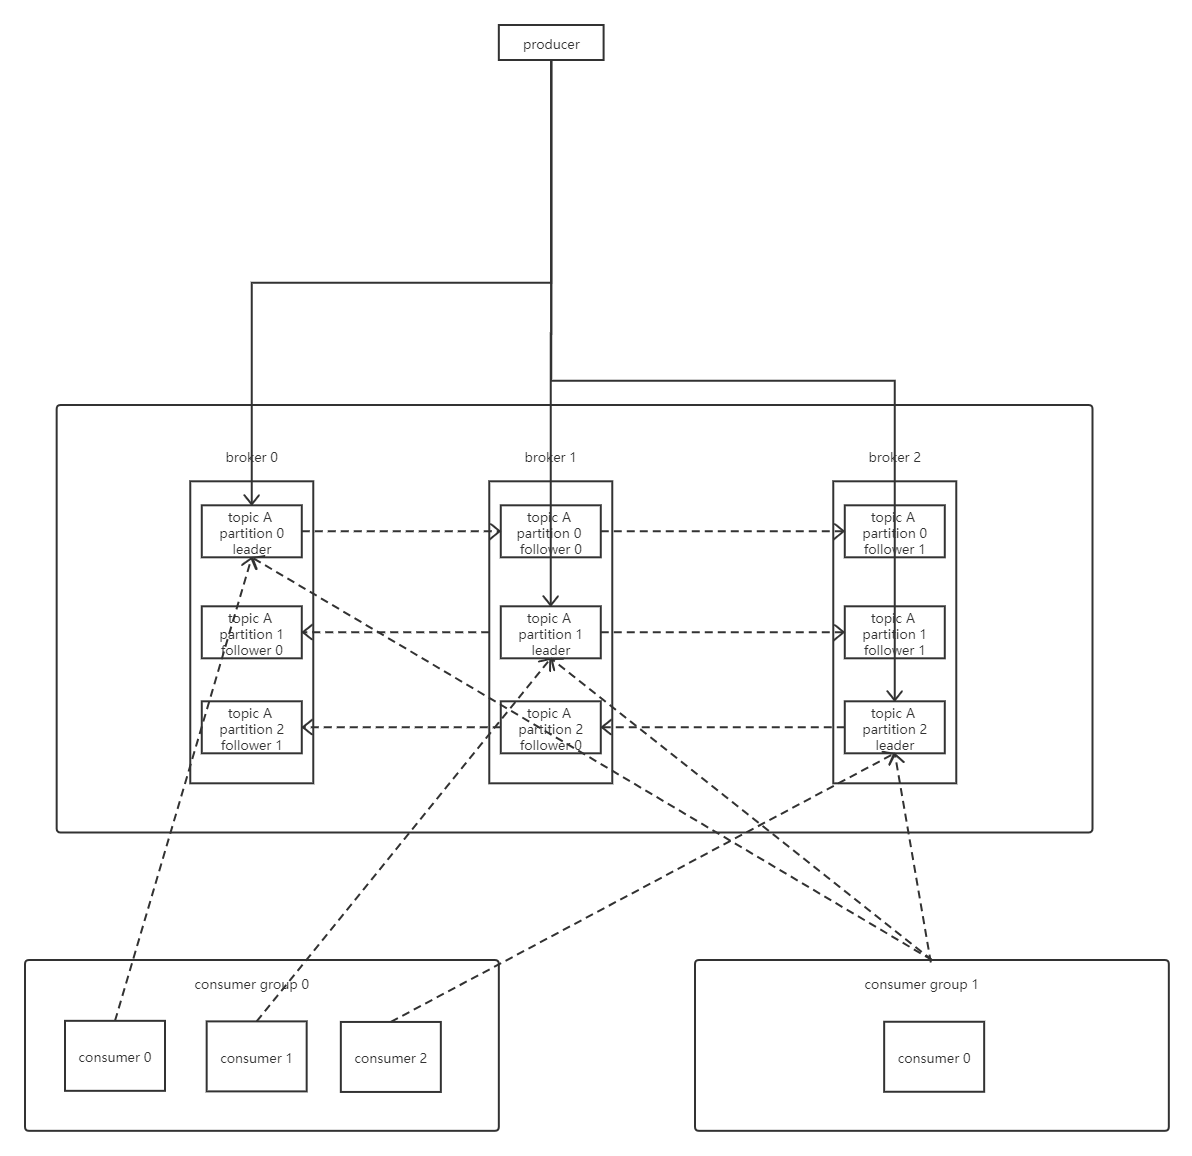 producer
broker 0
broker 1
broker 2
topic A
partition 0
leader
topic A
partition 0
follower 0
topic A
partition 0
follower 1
topic A
partition 1
follower 0
topic A
partition 1
leader
topic A
partition 1
follower 1
topic A
partition 2
follower 1
topic A
partition 2
follower 0
topic A
partition 2
leader
consumer group 0
consumer 0
consumer 1
consumer 2
consumer group 1
consumer 0